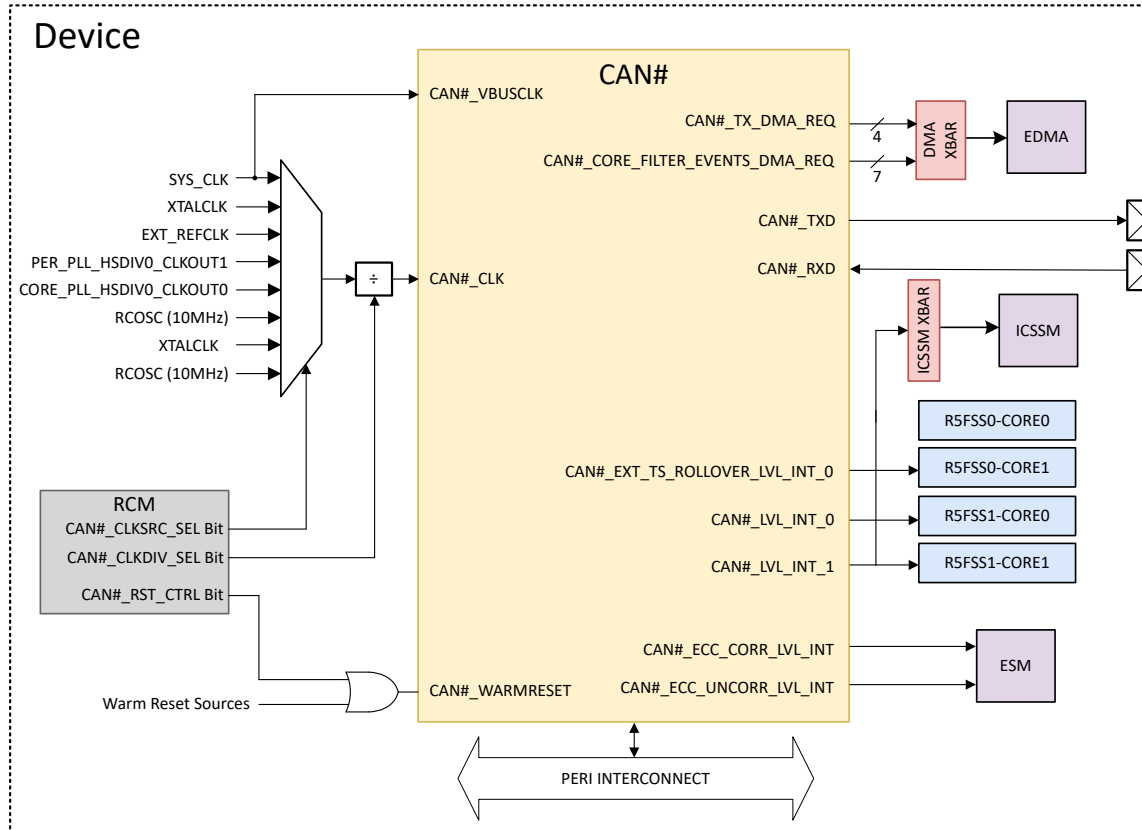 Device
CAN#
CAN#_VBUSCLK
CAN#_TX_DMA_REQ
4
CAN#_CORE_FILTER_EVENTS_DMA_REQ
7
DMA
XBAR
EDMA
SYS_CLK
XTALCLK
EXT_REFCLK
PER_PLL_HSDIV0_CLKOUT1
CORE_PLL_HSDIV0_CLKOUT0
RCOSC (10MHz)
XTALCLK
RCOSC (10MHz)
÷
CAN#_CLK
CAN#_TXD
CAN#_RXD
ICSSM XBAR
ICSSM
R5FSS0-CORE0
CAN#_EXT_TS_ROLLOVER_LVL_INT_0
R5FSS0-CORE1
CAN#_LVL_INT_0
R5FSS1-CORE0
CAN#_LVL_INT_1
R5FSS1-CORE1
RCM
CAN#_CLKSRC_SEL Bit
CAN#_CLKDIV_SEL Bit
CAN#_RST_CTRL Bit
CAN#_ECC_CORR_LVL_INT
CAN#_ECC_UNCORR_LVL_INT
ESM
CAN#_WARMRESET
Warm Reset Sources
PERI INTERCONNECT